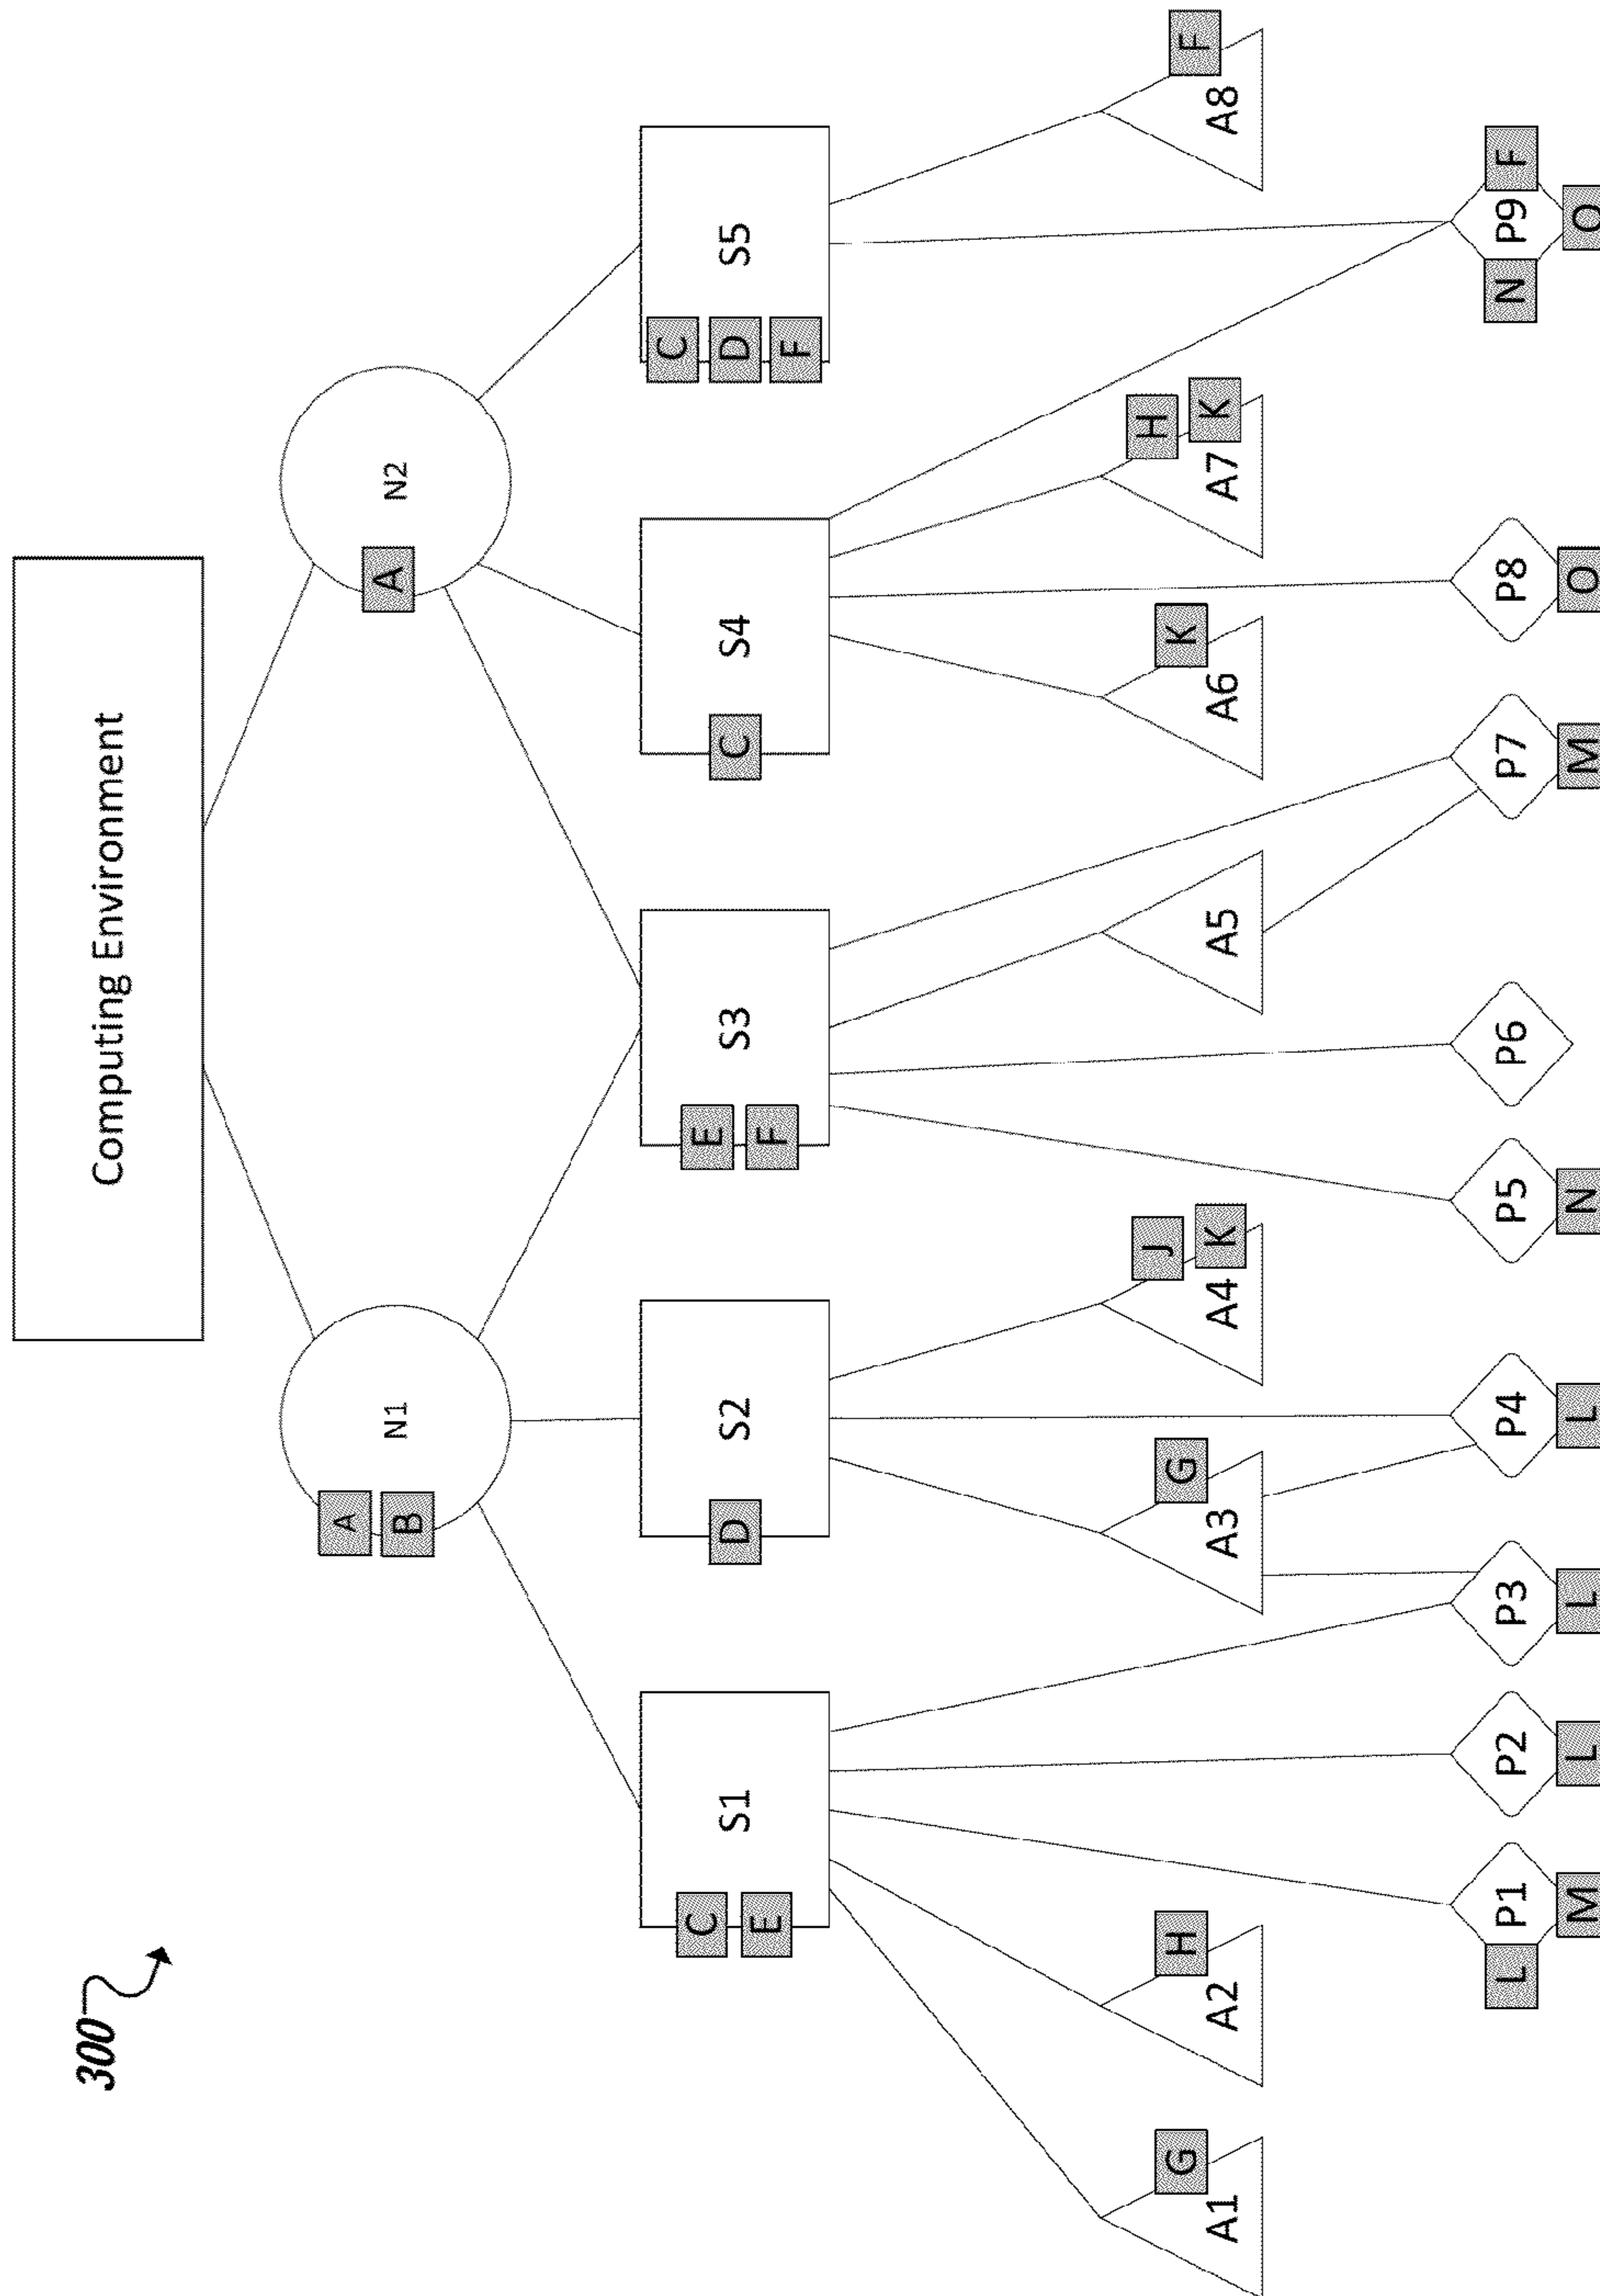 300
Computing Environment
A
B
N1
A
N2
C
E
S1
D
S2
E
F
S3
C
S4
C
D
F
S5
G
A1
H
A2
G
A3
J
K
A4
A5
K
A6
H
K
A7
F
A8
L
P1
M
P2
L
P3
L
P4
L
P5
N
P6
P7
M
P8
O
N
P9
F
O